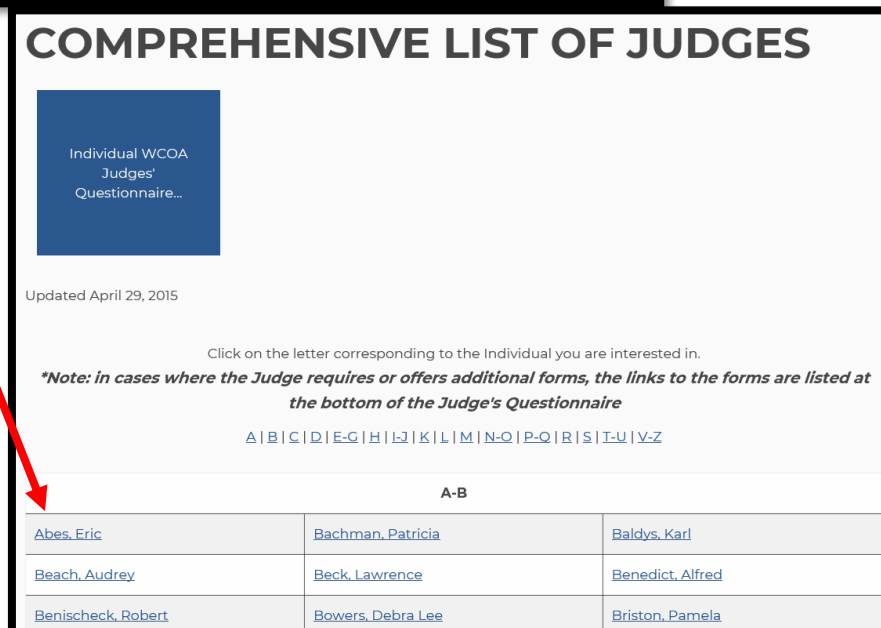 COMPREHENSIVE LIST OF JUDGES
Individual WCOA
Judges'
Questionnaire...
Updated April 29, 2015
Click on the letter corresponding to the Individual you are interested in.
*Note: in cases where the Judge requires or offers additional forms, the links to the forms are listed at
the bottom of the Judge's Questionnaire
A | B | C | D | E-G | H | I-J | K | L | M | N-O | P-Q | R | S | T-U | V-Z
A-B
Abes, Eric Bachman, Patricia Baldys, Karl
Beach, Audrey Beck, Lawrence Benedict, Alfred
Benischeck, Robert Bowers, Debra Lee Briston, Pamela